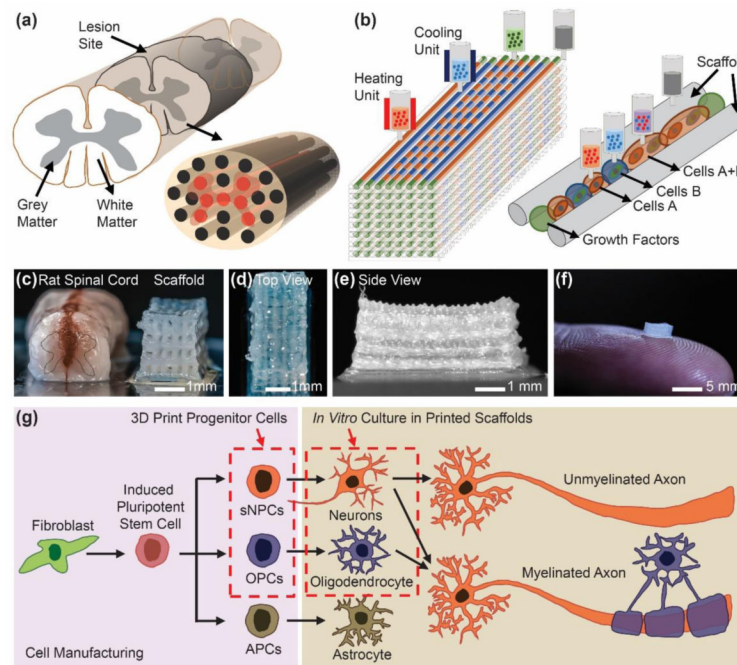 (a)
Lesion
Site
Grey
Matter
White
Matter
(b)
Cooling
Unit
Heating
Unit
Cells A+
Cells B
Cells A
Growth Factors
(c) Rat Spinal Cord
Scaffold
1mm
(d) Top View
1mm
(e) Side View
1 mm
(f)
5 mm
(g)
3D Print Progenitor Cells
In Vitro Culture in Printed Scaffolds
Fibroblast
Induced
Pluripotent
Stem Cell
sNPCs
OPCs
APCs
Cell Manufacturing
Neurons
Oligodendrocyte
Astrocyte
Unmyelinated Axon
Myelinated Axon